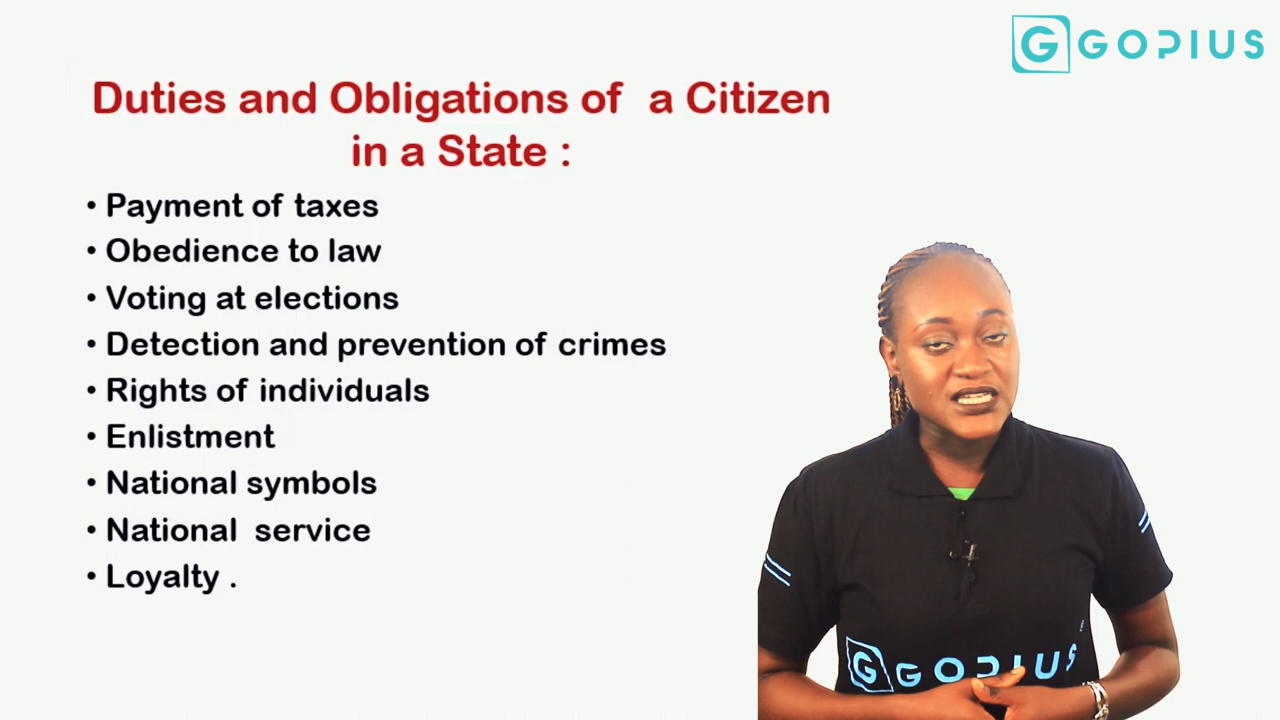 G GOPIUS
Duties and Obligations of a Citizen
in a State :
• Payment of taxes
• Obedience to law
• Voting at elections
• Detection and prevention of crimes
• Rights of individuals
• Enlistment
• National symbols
• National service
• Loyalty .
G GOPIUS